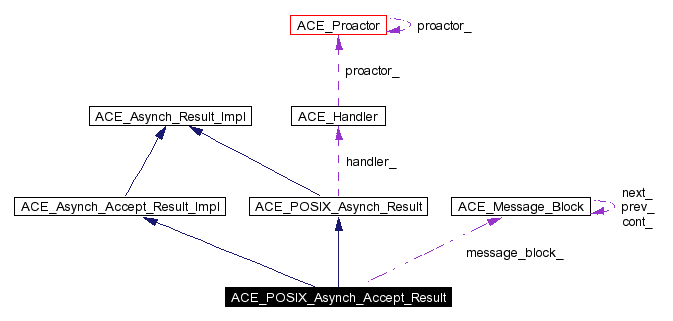 ACE_Proactor
proactor_
proactor_
ACE_Asynch_Result_Impl
ACE_Handler
handler_
ACE_Asynch_Accept_Result_Impl
ACE_POSIX_Asynch_Result
ACE_Message_Block
next_
prev_
cont_
message_block_
ACE_POSIX_Asynch_Accept_Result